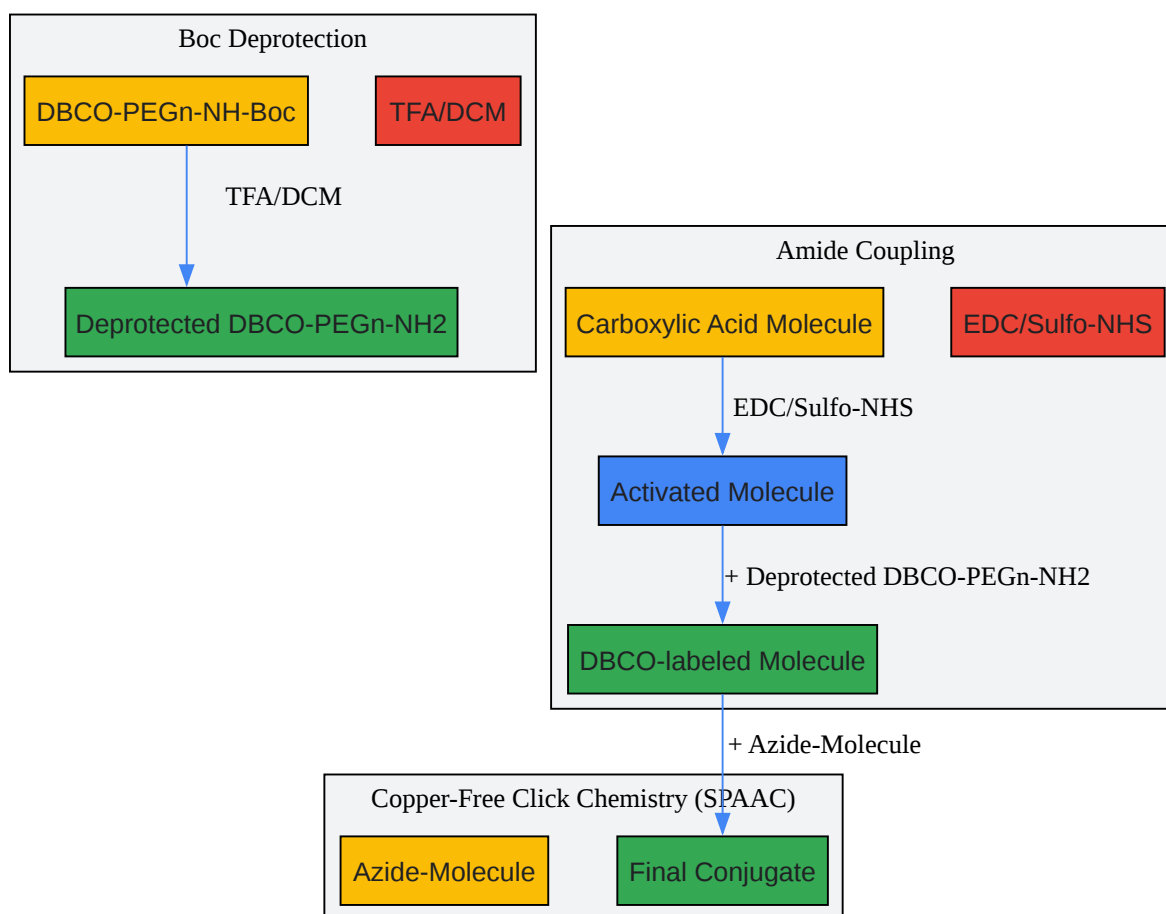 Boc Deprotection
DBCO-PEGn-NH-Boc
TFA/DCM
TFA/DCM
Deprotected DBCO-PEGn-NH2
Amide Coupling
Carboxylic Acid Molecule
EDC/Sulfo-NHS
EDC/Sulfo-NHS
Activated Molecule
+ Deprotected DBCO-PEGn-NH2
DBCO-labeled Molecule
+ Azide-Molecule
Copper-Free Click Chemistry (SPAAC)
Azide-Molecule
Final Conjugate